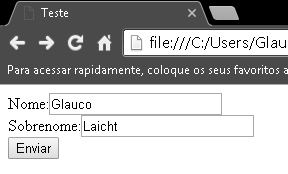 Teste
file:///C:/Users/Glau
Para acessar rapidamente, coloque os seus favoritos a
Nome:Glauco
Sobrenome:Laicht
Enviar